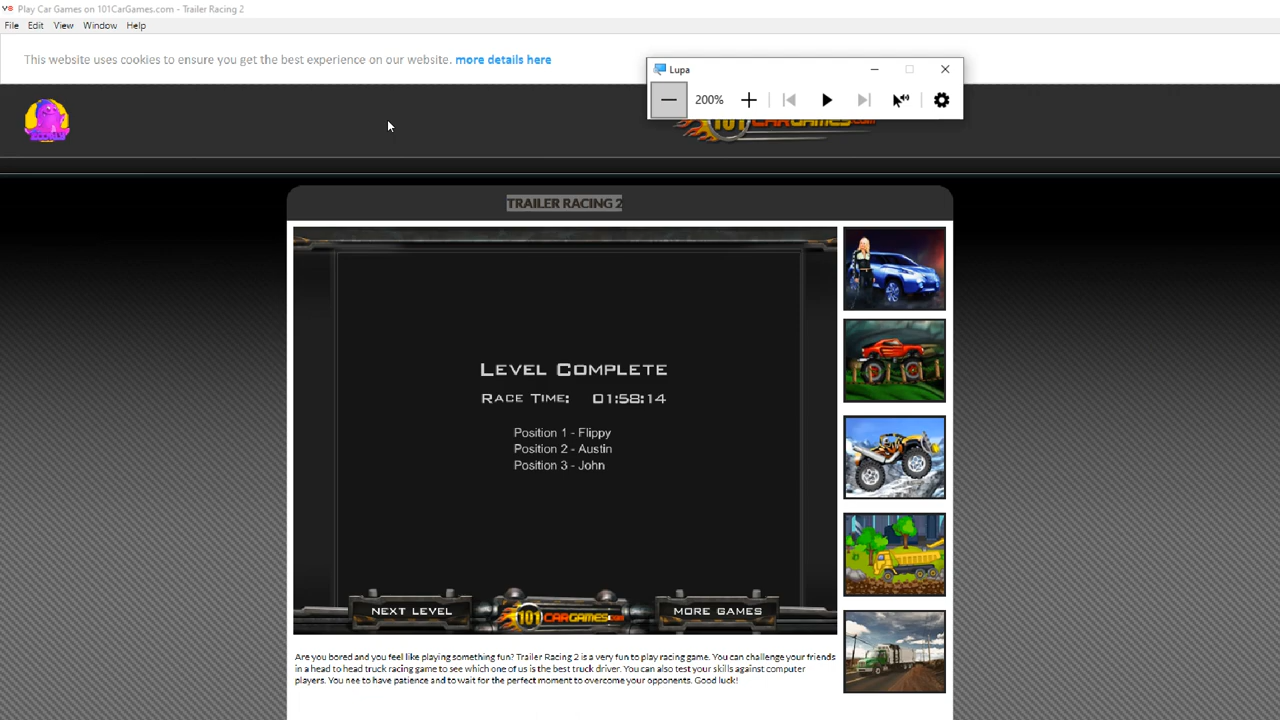 Play Car Games on 101CarGames.com - Trailer Racing 2
File Edit View Window Help
This website uses cookies to ensure you get the best experience on our website. more details here
Lupa
200%
101CARGAMES.com
TRAILER RACING 2
LEVEL COMPLETE
RACE TIME: 01:58:14
Position 1 - Flippy
Position 2 - Austin
Position 3 - John
NEXT LEVEL
101CARGAMES.com
MORE GAMES
Are you bored and you feel like playing something fun? Trailer Racing 2 is a very fun to play racing game. You can challenge your friends
in a head to head truck racing game to see which one of us is the best truck driver. You can also test your skills against computer
players. You nee to have patience and to wait for the perfect moment to overcome your opponents. Good luck!